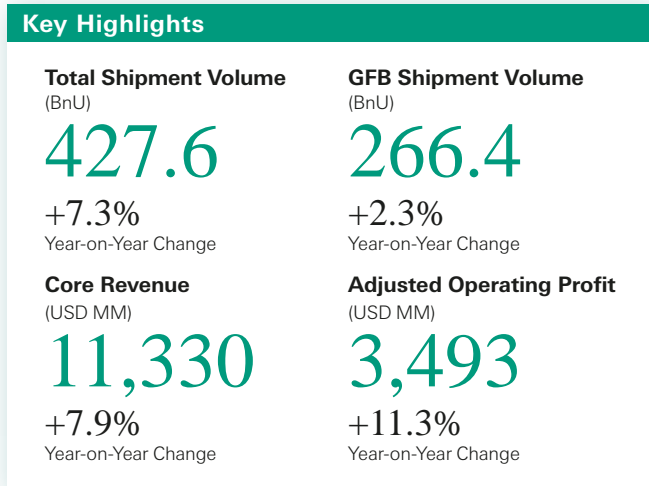 Key Highlights
Total Shipment Volume
(BnU)
427.6
+7.3%
Year-on-Year Change
GFB Shipment Volume
(BnU)
266.4
+2.3%
Year-on-Year Change
Core Revenue
(USD MM)
11,330
+7.9%
Year-on-Year Change
Adjusted Operating Profit
(USD MM)
3,493
+11.3%
Year-on-Year Change